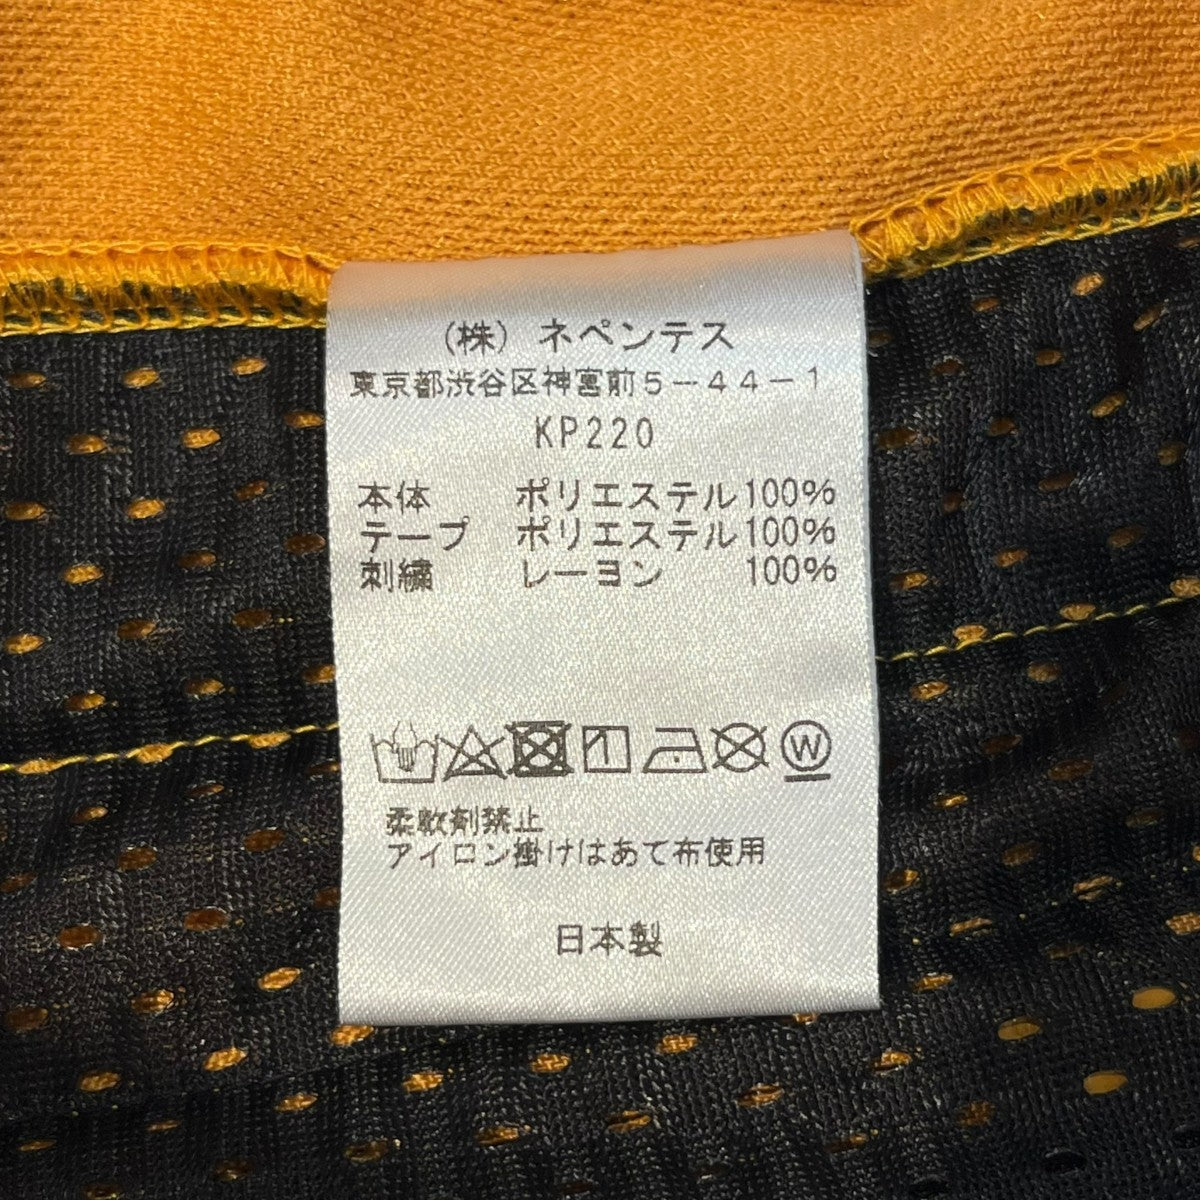 (株) ネペンテス
東京都渋谷区神宮前5-44-1
KP220
本体 ポリエステル100%
テープ ポリエステル100%
刺繍 レーヨン 100%
W
柔軟剤禁止
アイロン掛けはあて布使用
日本製